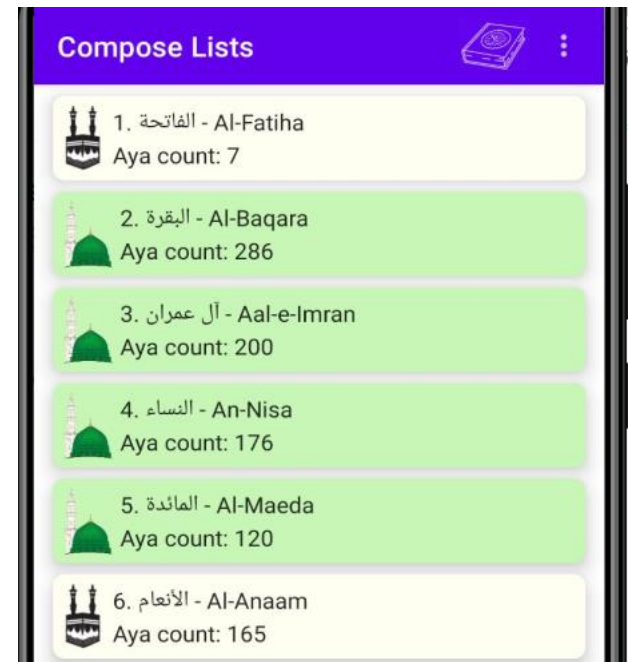 Compose Lists
1. الفاتحة - Al-Fatiha
Aya count: 7
2. البقرة - Al-Baqara
Aya count: 286
3. آل عمران - Aal-e-Imran
Aya count: 200
4. النساء - An-Nisa
Aya count: 176
5. المائدة - Al-Maeda
Aya count: 120
6. الأنعام - Al-Anaam
Aya count: 165